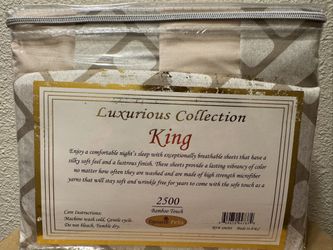 Luxurious Collection
King
Enjoy a comfortable night's sleep with exceptionally breathable sheets that have a
silky soft feel and a lustrous finish. These sheets provide a lasting vibrancy of color
no matter how often they are washed and are made of high strength microfiber
yarns that will stay soft and wrinkle free for years to come with the safe touch as a
2500
Bamboo Touch
Care Instructions:
Machine wash cold. Gentle cycle.
Do not bleach, Tumble dry.
Made in P.R.C